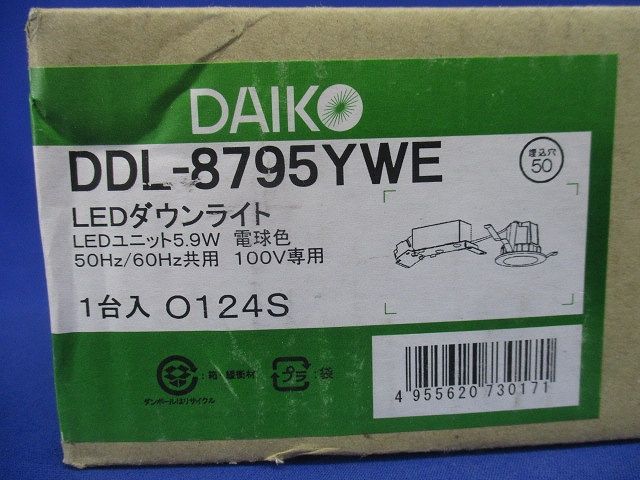 DAIKO
DDL-8795YWE
埋込穴
50
LEDダウンライト
LEDユニット5.9W 電球色
50Hz/60Hz共用 100V専用
1台入 O124S
:箱・緩衝材
プラ :袋
ダンボールはリサイクル
4 955620 730171